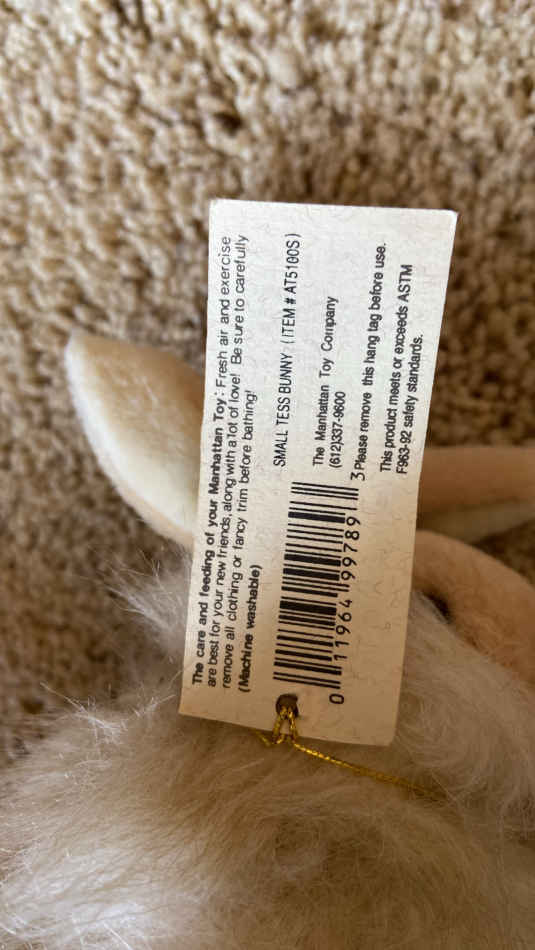 The care and feeding of your Manhattan Toy: Fresh air and exercise
are best for your new friends, along with a lot of love! Be sure to carefully
remove all clothing or fancy trim before bathing!
(Machine washable)
SMALL TESS BUNNY (ITEM # AT5100S)
The Manhattan Toy Company
(612)337-9600
Please remove this hang tag before use.
This product meets or exceeds ASTM
F963-92 safety standards.
0 11964 99789 3